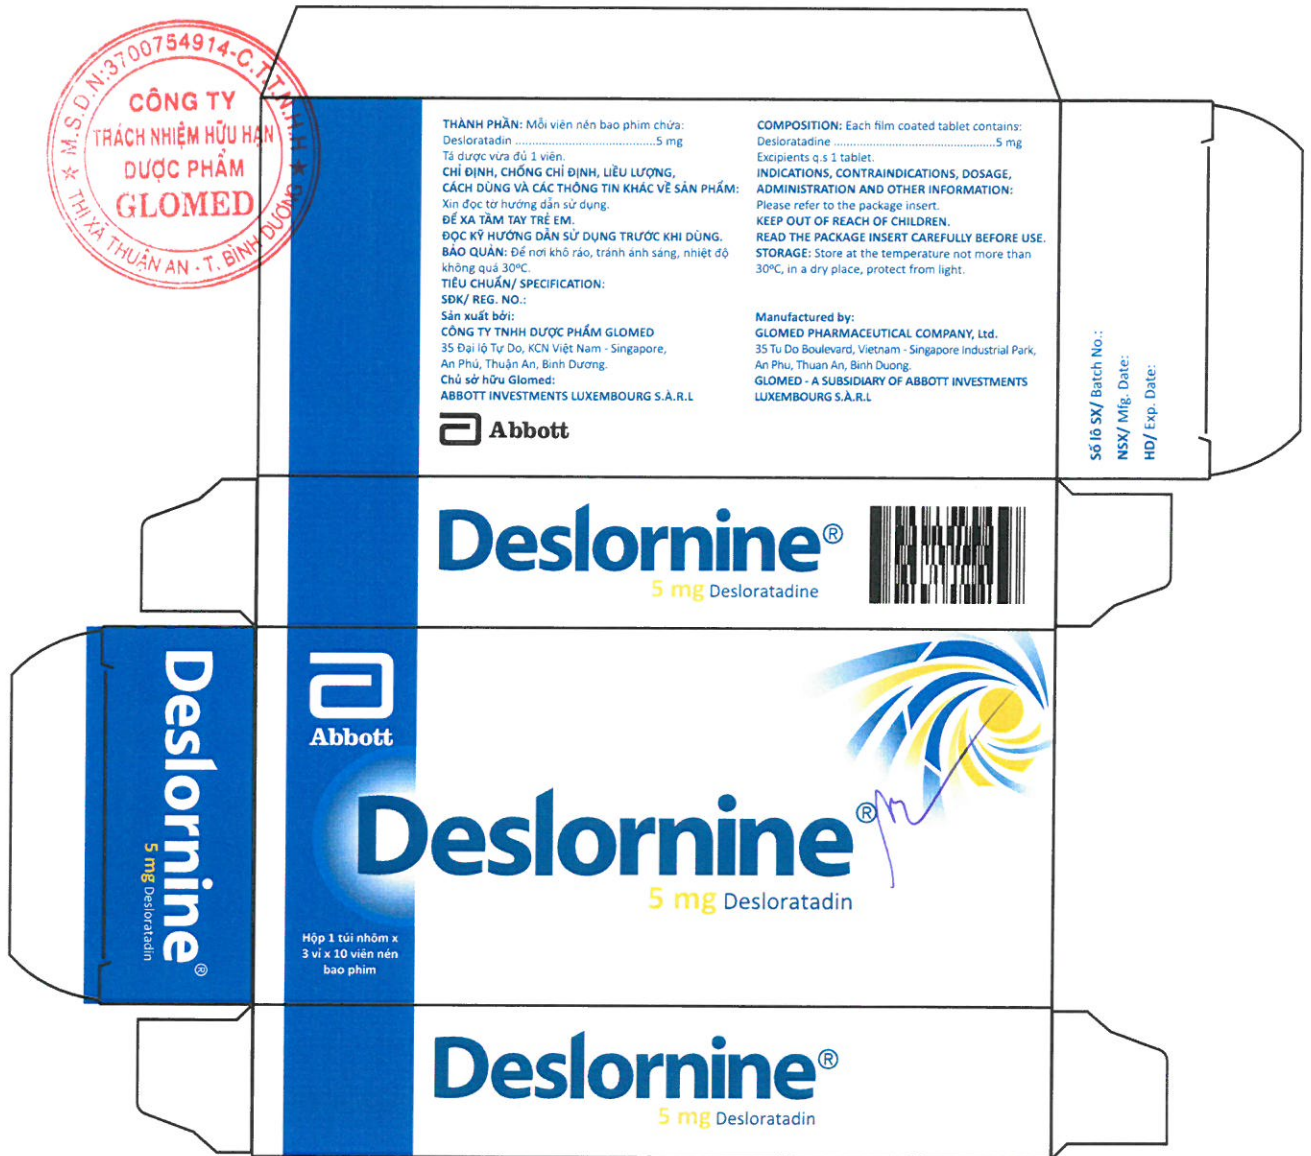 M.S.D.N:3700754914-C.T.T.N.H.H
CÔNG TY
TRÁCH NHIỆM HỮU HẠN
DƯỢC PHẨM
GLOMED
THỊ XÃ THUẬN AN - T. BÌNH DƯƠNG
THÀNH PHẦN: Mỗi viên nén bao phim chứa:
Desloratadin ........................................5 mg
Tá dược vừa đủ 1 viên.
CHỈ ĐỊNH, CHỐNG CHỈ ĐỊNH, LIỀU LƯỢNG,
CÁCH DÙNG VÀ CÁC THÔNG TIN KHÁC VỀ SẢN PHẨM:
Xin đọc tờ hướng dẫn sử dụng.
ĐỂ XA TẦM TAY TRẺ EM.
ĐỌC KỸ HƯỚNG DẪN SỬ DỤNG TRƯỚC KHI DÙNG.
BẢO QUẢN: Để nơi khô ráo, tránh ánh sáng, nhiệt độ
không quá 30ºC.
TIÊU CHUẨN/ SPECIFICATION:
SĐK/ REG. NO.:
Sản xuất bởi:
CÔNG TY TNHH DƯỢC PHẨM GLOMED
35 Đại lộ Tự Do, KCN Việt Nam - Singapore,
An Phú, Thuận An, Bình Dương.
Chủ sở hữu Glomed:
ABBOTT INVESTMENTS LUXEMBOURG S.À.R.L
Abbott
COMPOSITION: Each film coated tablet contains:
Desloratadine ..............................................5 mg
Excipients q.s 1 tablet.
INDICATIONS, CONTRAINDICATIONS, DOSAGE,
ADMINISTRATION AND OTHER INFORMATION:
Please refer to the package insert.
KEEP OUT OF REACH OF CHILDREN.
READ THE PACKAGE INSERT CAREFULLY BEFORE USE.
STORAGE: Store at the temperature not more than
30ºC, in a dry place, protect from light.
Manufactured by:
GLOMED PHARMACEUTICAL COMPANY, Ltd.
35 Tu Do Boulevard, Vietnam - Singapore Industrial Park,
An Phu, Thuan An, Binh Duong.
GLOMED - A SUBSIDIARY OF ABBOTT INVESTMENTS
LUXEMBOURG S.À.R.L
Số lô SX/ Batch No.:
NSX/ Mfg. Date:
HD/ Exp. Date:
Deslornine®
5 mg Desloratadine
Deslornine®
5 mg Desloratadin
Abbott
Deslornine®
5 mg Desloratadin
Hộp 1 túi nhôm x
3 vỉ x 10 viên nén
bao phim
Deslornine®
5 mg Desloratadin